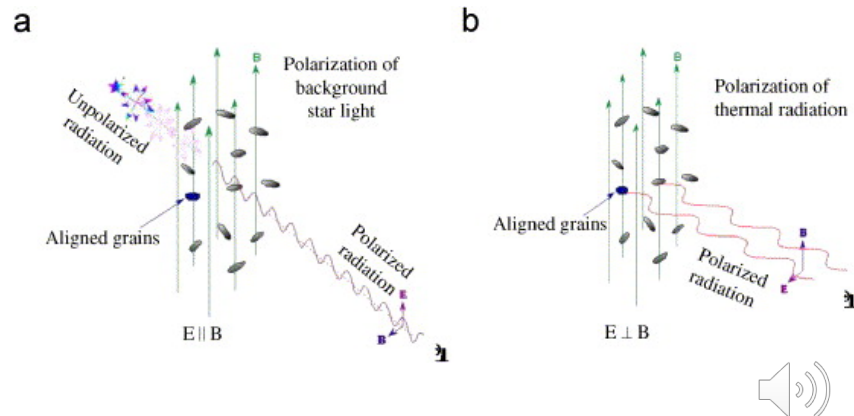 a
B
Polarization of
background
star light
Unpolarized
radiation
Aligned grains
Polarized
radiation
E
B
E || B
b
B
Polarization of
thermal radiation
Aligned grains
B
Polarized
radiation
E
E ⊥ B